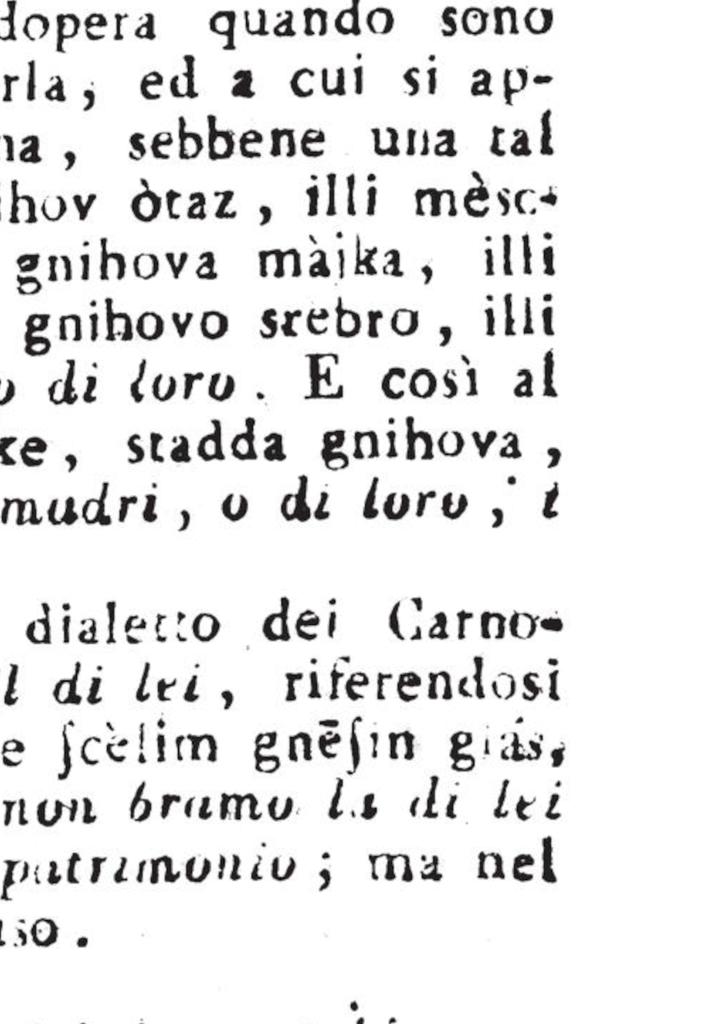 dopera quando sono
rla, ed a cui si ap-
na, sebbene una tal
ihov òtaz, illi mèsc-
gnihova màjka, illi
gnihovo srebro, illi
o di loro. E così al
ke, stadda gnihova,
mudri, o di loro, i
dialetto dei Carno-
l di lei, riferendosi
e ſcèlim gnēſin giás,
non bramo la di lei
patrimonio; ma nel
uso.